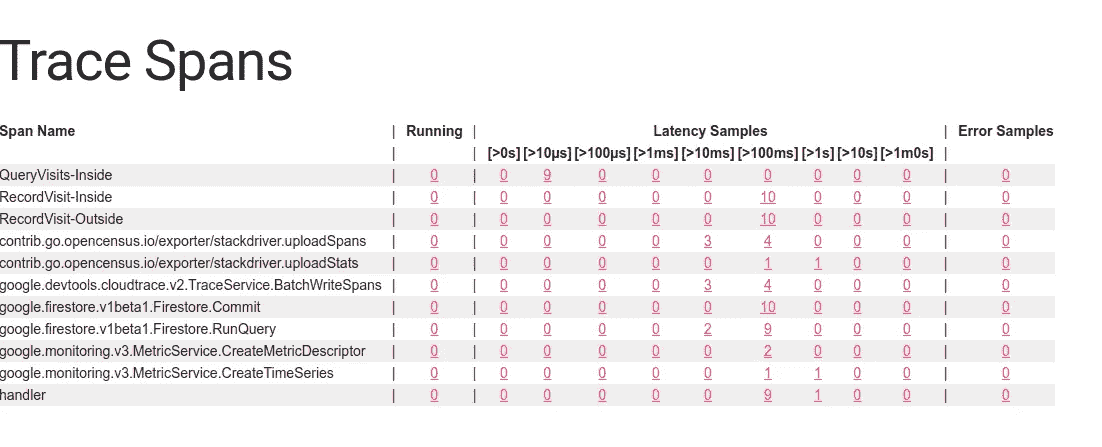 Trace Spans
Span Name | Running | Latency Samples | Error Samples
| | [>0s] [>10µs] [>100µs] [>1ms] [>10ms] [>100ms] [>1s] [>10s] [>1m0s] |
QueryVisits-Inside | 0 | 0 9 0 0 0 0 0 0 0 | 0
RecordVisit-Inside | 0 | 0 0 0 0 0 10 0 0 0 | 0
RecordVisit-Outside | 0 | 0 0 0 0 0 10 0 0 0 | 0
contrib.go.opencensus.io/exporter/stackdriver.uploadSpans | 0 | 0 0 0 0 3 4 0 0 0 | 0
contrib.go.opencensus.io/exporter/stackdriver.uploadStats | 0 | 0 0 0 0 0 1 1 0 0 | 0
google.devtools.cloudtrace.v2.TraceService.BatchWriteSpans | 0 | 0 0 0 0 3 4 0 0 0 | 0
google.firestore.v1beta1.Firestore.Commit | 0 | 0 0 0 0 0 10 0 0 0 | 0
google.firestore.v1beta1.Firestore.RunQuery | 0 | 0 0 0 0 2 9 0 0 0 | 0
google.monitoring.v3.MetricService.CreateMetricDescriptor | 0 | 0 0 0 0 0 2 0 0 0 | 0
google.monitoring.v3.MetricService.CreateTimeSeries | 0 | 0 0 0 0 0 1 1 0 0 | 0
handler | 0 | 0 0 0 0 0 9 1 0 0 | 0